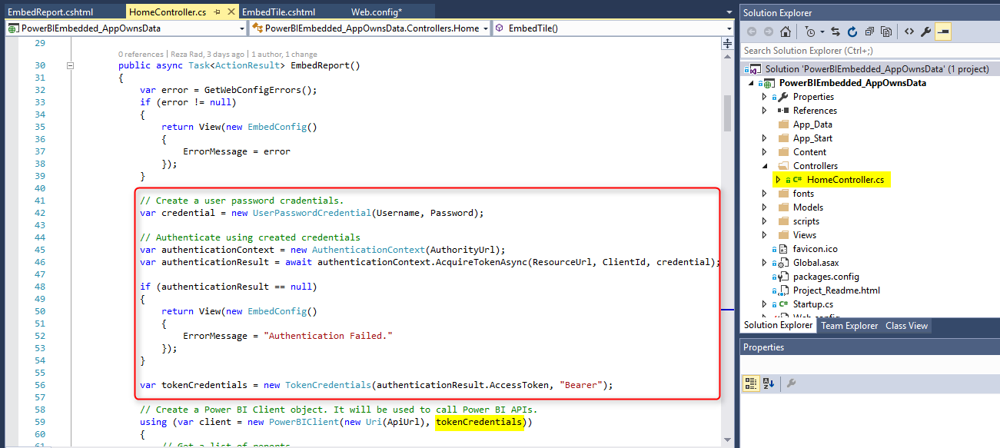 EmbedReport.cshtml
HomeController.cs
EmbedTile.cshtml
Web.config*
PowerBIEmbedded_AppOwnsData
PowerBIEmbedded_AppOwnsData.Controllers.Home
EmbedTile()
29
0 references | Reza Rad, 3 days ago | 1 author, 1 change
30 public async Task<ActionResult> EmbedReport()
31 {
32 var error = GetWebConfigErrors();
33 if (error != null)
34 {
35 return View(new EmbedConfig()
36 {
37 ErrorMessage = error
38 });
39 }
40
41 // Create a user password cradentials.
42 var credential = new UserPasswordCredential(Username, Password);
43
44 // Authenticate using created credentials
45 var authenticationContext = new AuthenticationContext(AuthorityUrl);
46 var authenticationResult = await authenticationContext.AcquireTokenAsync(ResourceUrl, ClientId, credential);
47
48 if (authenticationResult == null)
49 {
50 return View(new EmbedConfig()
51 {
52 ErrorMessage = "Authentication Failed."
53 });
54 }
55
56 var tokenCredentials = new TokenCredentials(authenticationResult.AccessToken, "Bearer");
57
58 // Create a Power BI Client object. It will be used to call Power BI APIs.
59 using (var client = new PowerBIClient(new Uri(ApiUrl), tokenCredentials))
60 {
61 // Get a list of reports
Solution Explorer
Search Solution Explorer (Ctrl+;)
Solution 'PowerBIEmbedded_AppOwnsData' (1 project)
PowerBIEmbedded_AppOwnsData
Properties
References
App_Data
App_Start
Content
Controllers
C# HomeController.cs
fonts
Models
scripts
Views
favicon.ico
Global.asax
packages.config
Project_Readme.html
C# Startup.cs
Web.config
Solution Explorer
Team Explorer
Class View
Properties